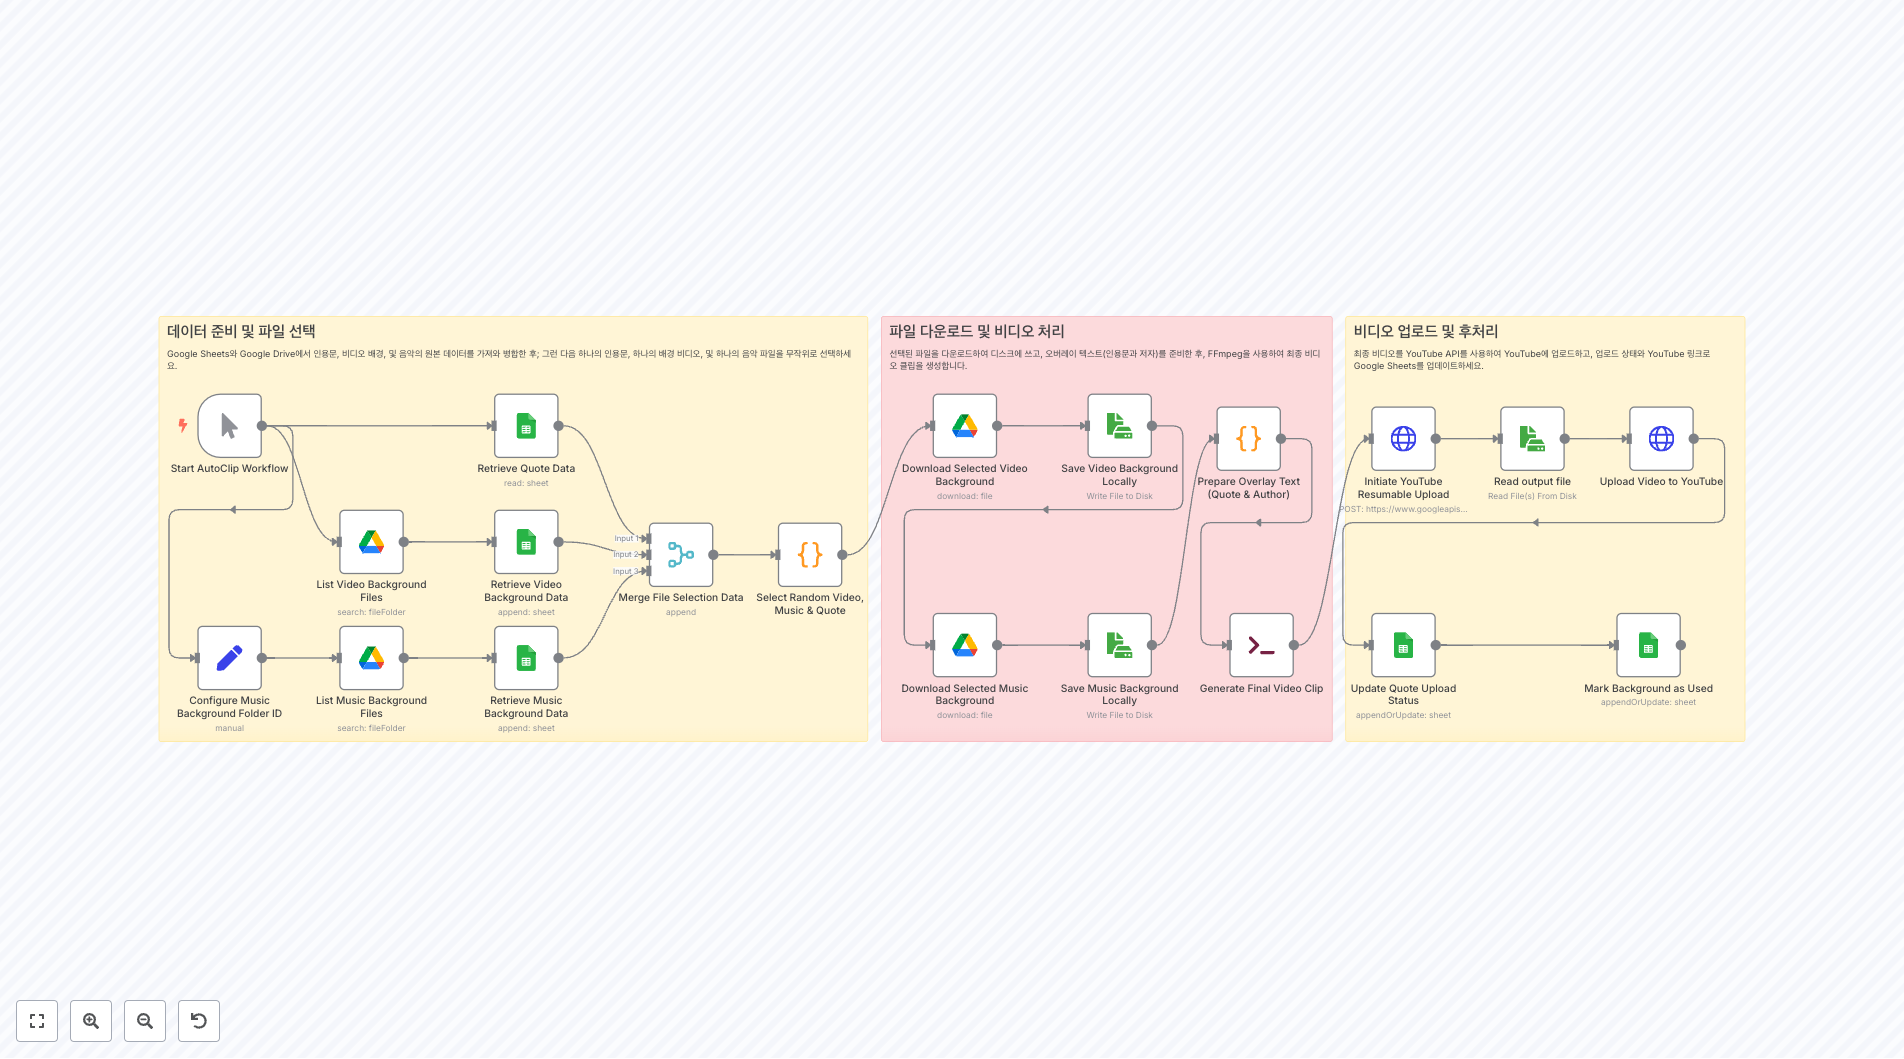 데이터 준비 및 파일 선택
Google Sheets와 Google Drive에서 인용문, 비디오 배경, 및 음악의 원본 데이터를 가져와 병합한 후; 그런 다음 하나의 인용문, 하나의 배경 비디오, 및 하나의 음악 파일을 무작위로 선택하세
요.
Start AutoClip Workflow
Retrieve Quote Data
read: sheet
List Video Background
Files
search: fileFolder
Retrieve Video
Background Data
append: sheet
Input 1
Input 2
Input 3
Merge File Selection Data
append
Select Random Video,
Music & Quote
Configure Music
Background Folder ID
manual
List Music Background
Files
search: fileFolder
Retrieve Music
Background Data
append: sheet
파일 다운로드 및 비디오 처리
선택된 파일을 다운로드하여 디스크에 쓰고, 오버레이 텍스트(인용문과 저자)를 준비한 후, FFmpeg을 사용하여 최종 비디
오 클립을 생성합니다.
Download Selected Video
Background
download: file
Save Video Background
Locally
Write File to Disk
Prepare Overlay Text
(Quote & Author)
Download Selected Music
Background
download: file
Save Music Background
Locally
Write File to Disk
Generate Final Video Clip
비디오 업로드 및 후처리
최종 비디오를 YouTube API를 사용하여 YouTube에 업로드하고, 업로드 상태와 YouTube 링크로
Google Sheets를 업데이트하세요.
Initiate YouTube
Resumable Upload
POST: https://www.googleapis...
Read output file
Read File(s) From Disk
Upload Video to YouTube
Update Quote Upload
Status
appendOrUpdate: sheet
Mark Background as Used
appendOrUpdate: sheet